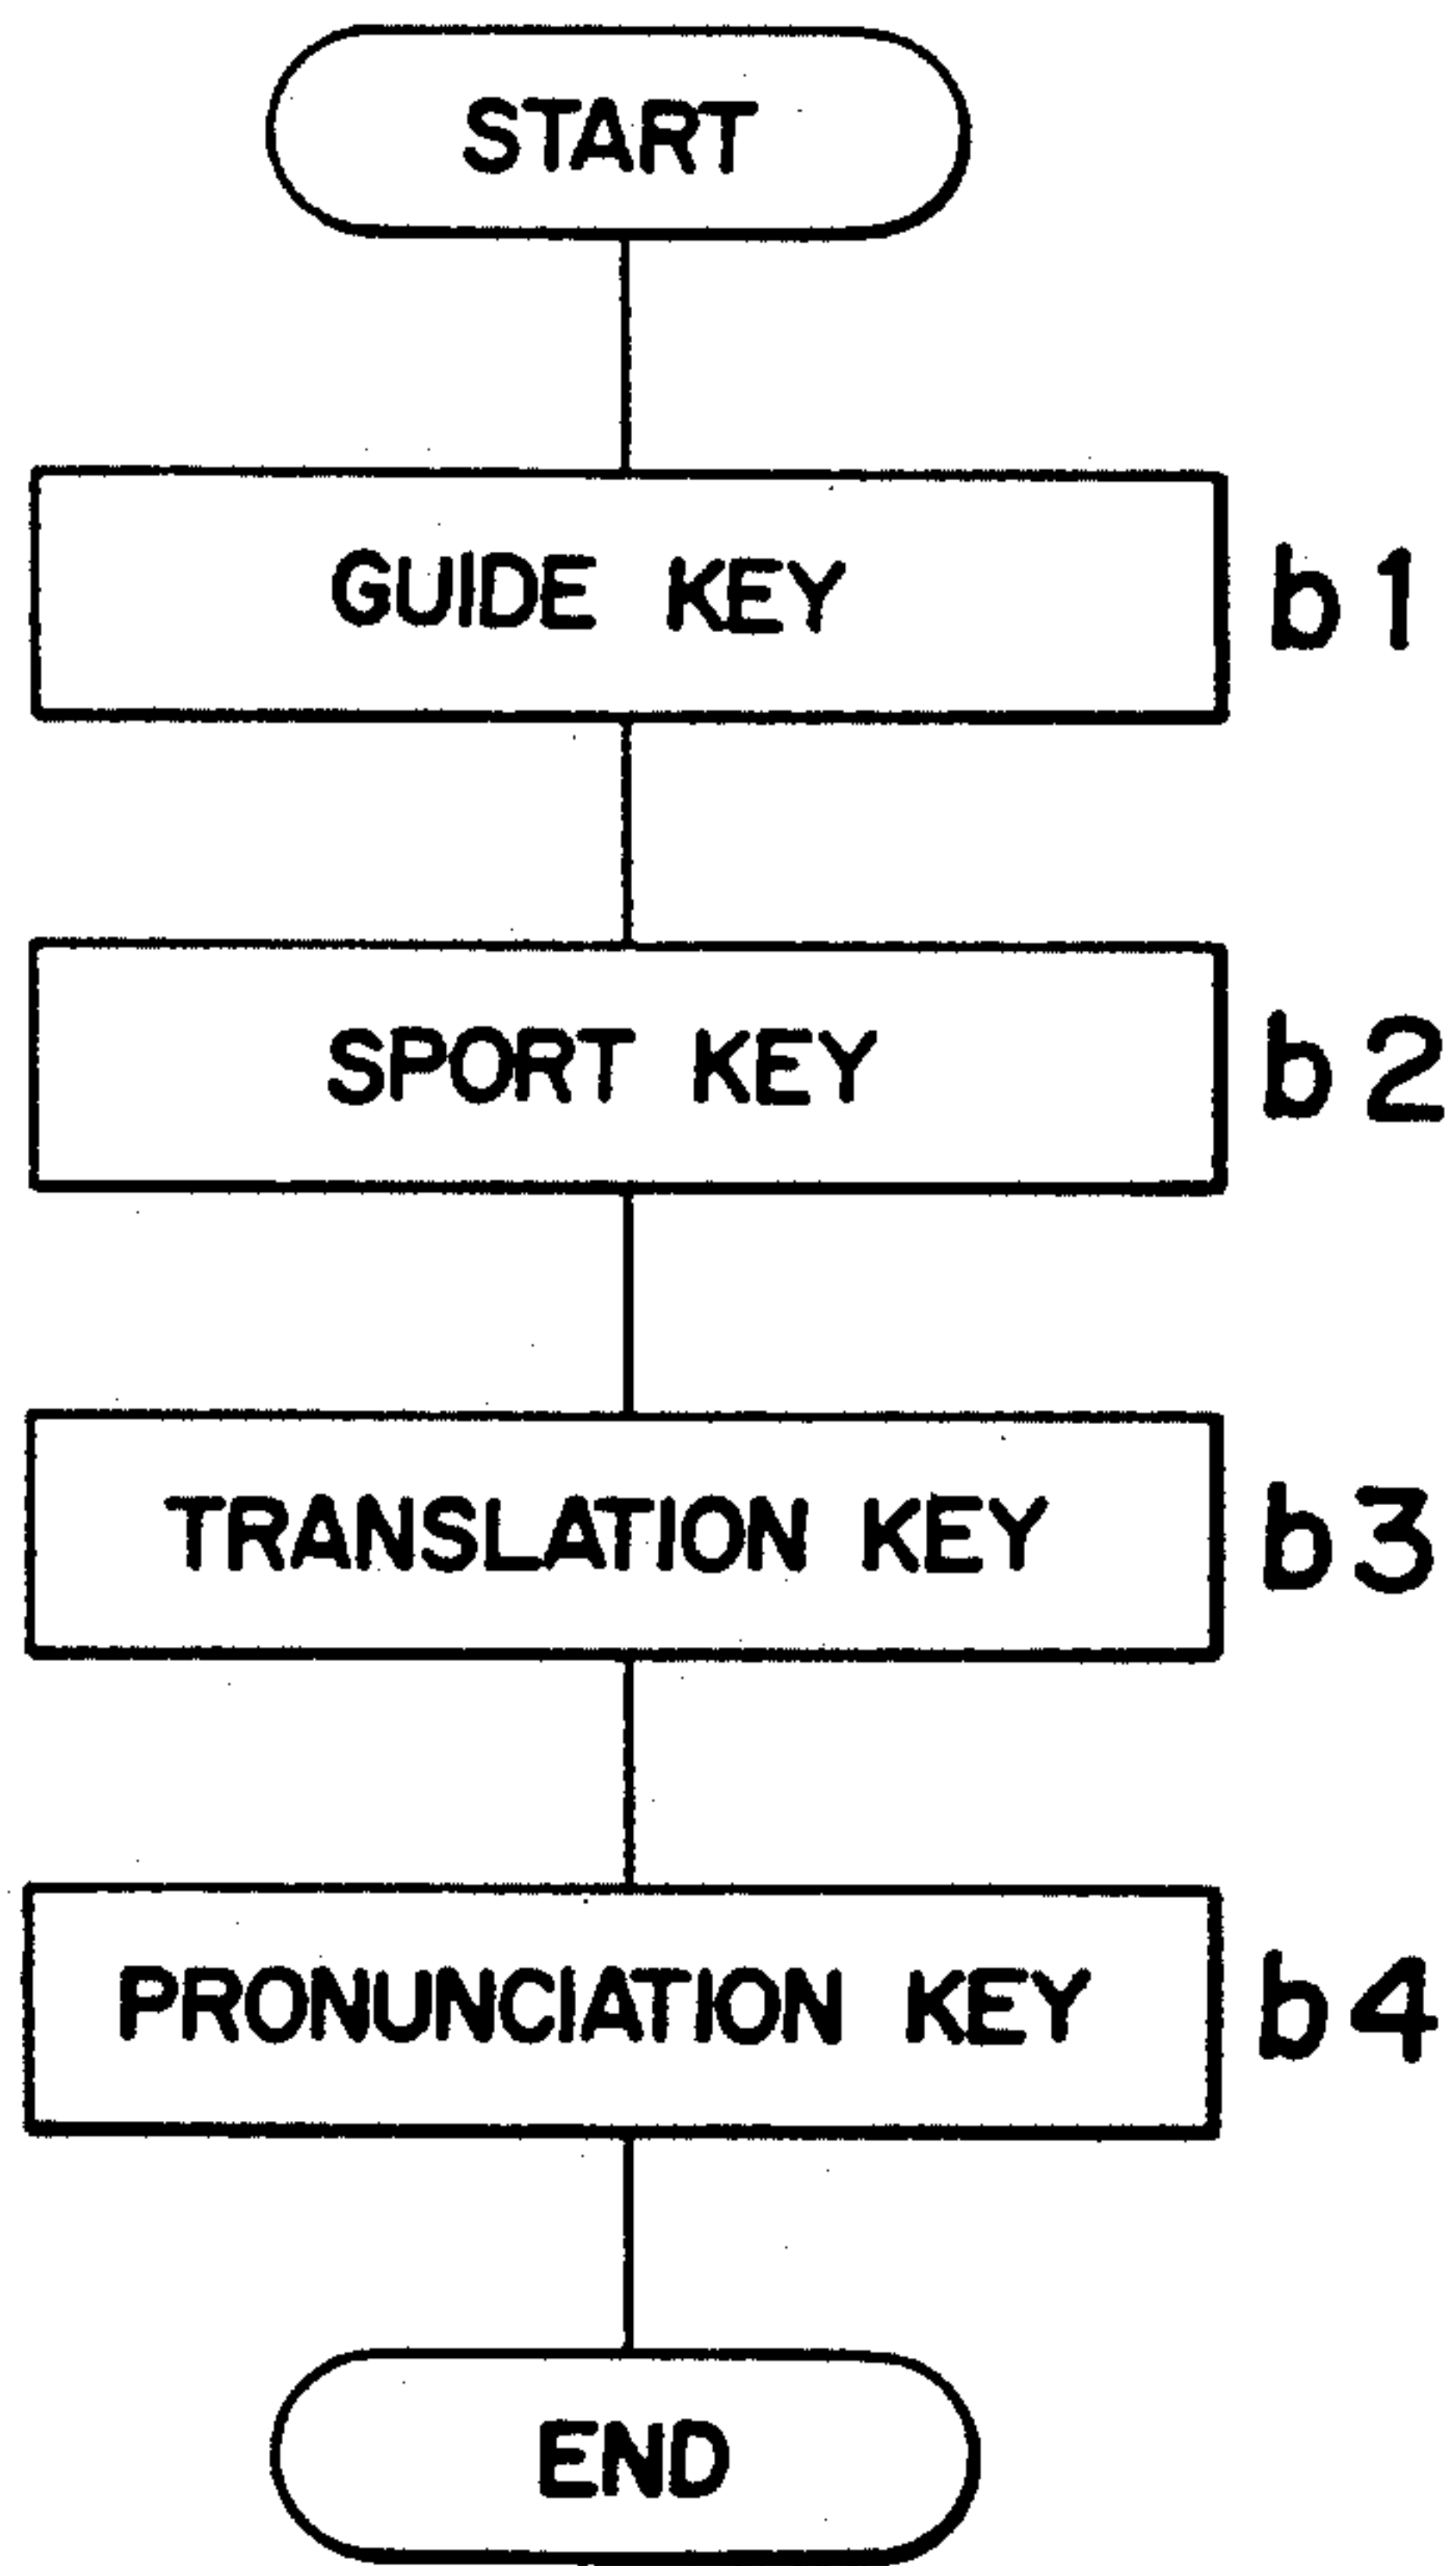 START
GUIDE KEY b1
SPORT KEY b2
TRANSLATION KEY b3
PRONUNCIATION KEY b4
END